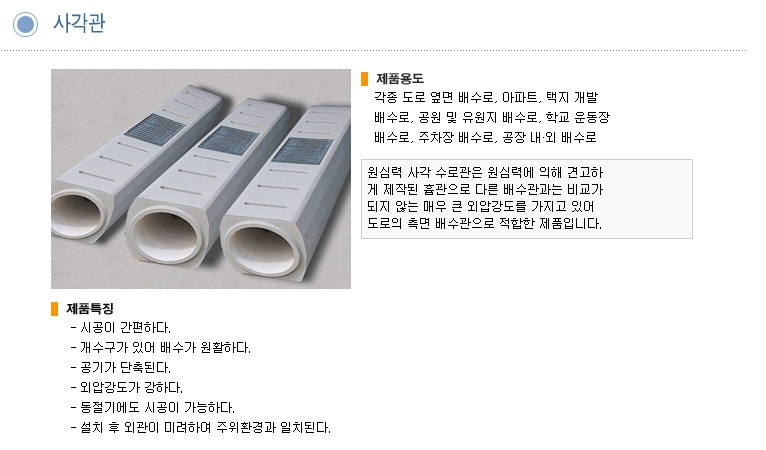 사각관
제품용도
각종 도로 옆면 배수로, 아파트, 택지 개발
배수로, 공원 및 유원지 배수로, 학교 운동장
배수로, 주차장 배수로, 공장 내·외 배수로
원심력 사각 수로관은 원심력에 의해 견고하
게 제작된 흄관으로 다른 배수관과는 비교가
되지 않는 매우 큰 외압강도를 가지고 있어
도로의 측면 배수관으로 적합한 제품입니다.
제품특징
- 시공이 간편하다.
- 개수구가 있어 배수가 원활하다.
- 공기가 단축된다.
- 외압강도가 강하다.
- 동절기에도 시공이 가능하다.
- 설치 후 외관이 미려하여 주위환경과 일치된다.